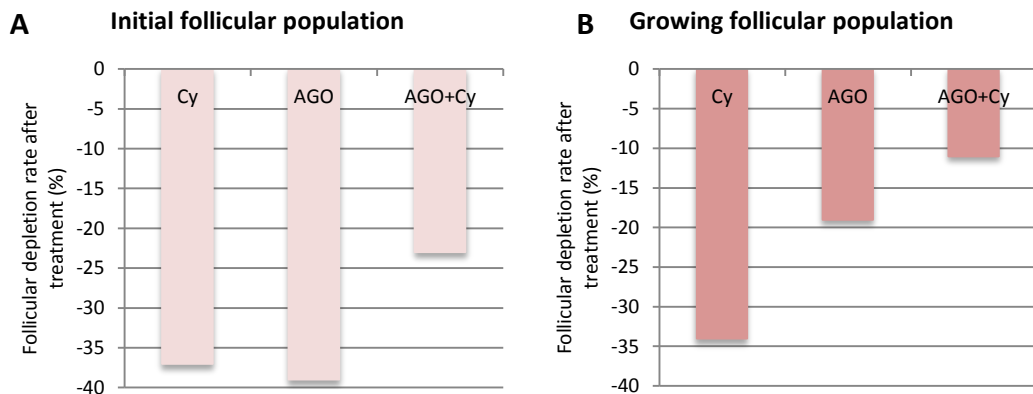 A Initial follicular population
Follicular depletion rate after
treatment (%)
0
-5
-10
-15
-20
-25
-30
-35
-40
Cy AGO AGO+Cy
B Growing follicular population
Follicular depletion rate after
treatment (%)
0
-5
-10
-15
-20
-25
-30
-35
-40
Cy AGO AGO+Cy